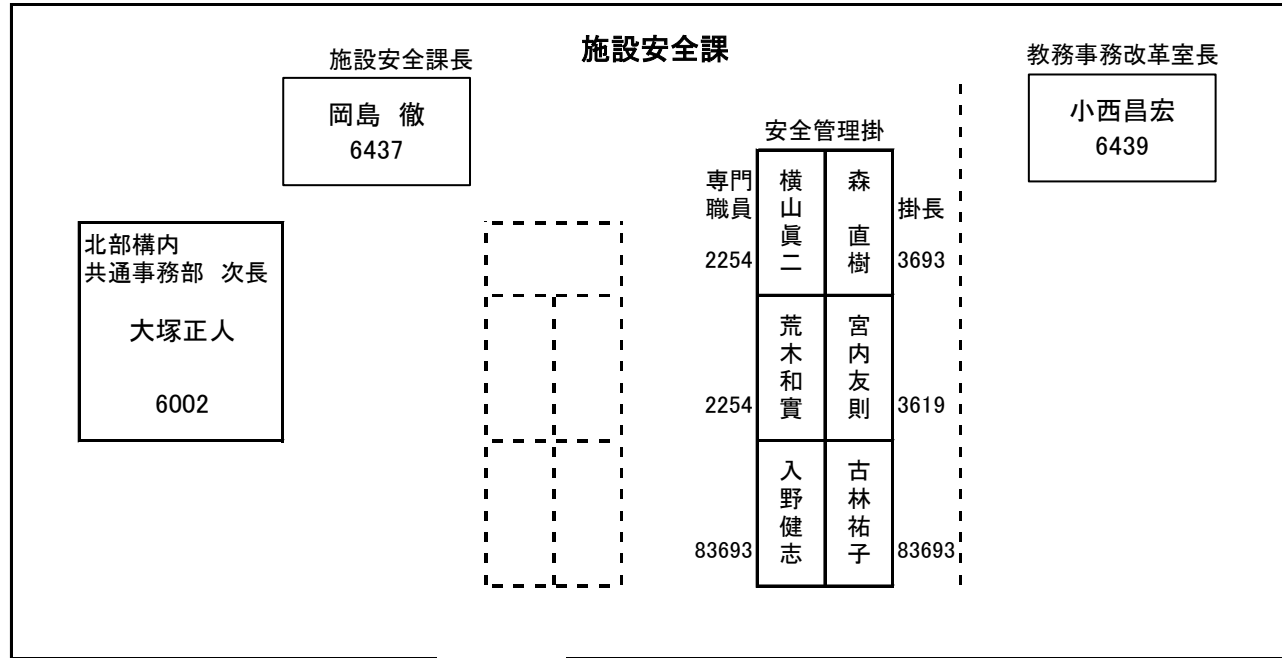 施設安全課
施設安全課長
岡島 徹
6437
教務事務改革室長
小西昌宏
6439
北部構内
共通事務部 次長
大塚正人
6002
安全管理掛
専門
職員
2254
横山眞二
森 直樹
掛長
3693
2254
荒木和實
宮内友則
3619
83693
入野健志
古林祐子
83693